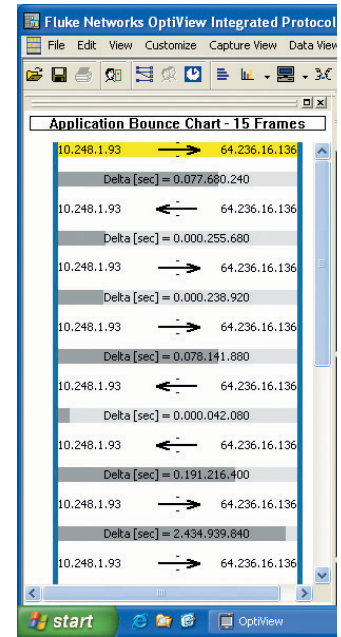 Fluke Networks OptiView Integrated Protocol
File Edit View Customize Capture View Data View
Application Bounce Chart - 15 Frames
10.248.1.93 64.236.16.136
Delta [sec] = 0.077.680.240
10.248.1.93 64.236.16.136
Delta [sec] = 0.000.255.680
10.248.1.93 64.236.16.136
Delta [sec] = 0.000.238.920
10.248.1.93 64.236.16.136
Delta [sec] = 0.078.141.880
10.248.1.93 64.236.16.136
Delta [sec] = 0.000.042.080
10.248.1.93 64.236.16.136
Delta [sec] = 0.191.216.400
10.248.1.93 64.236.16.136
Delta [sec] = 2.434.939.840
10.248.1.93 64.236.16.136
start OptiView